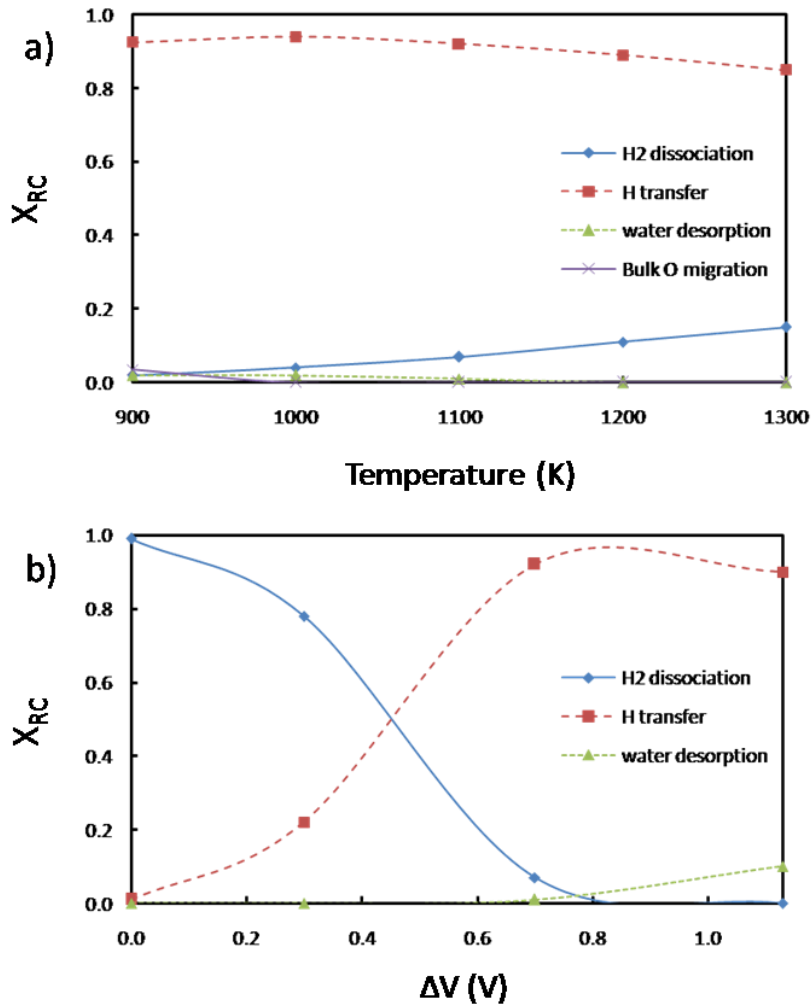 a)
1.0
0.8
0.6
0.4
0.2
0.0
X_RC
H2 dissociation
H transfer
water desorption
Bulk O migration
900 1000 1100 1200 1300
Temperature (K)
b)
1.0
0.8
0.6
0.4
0.2
0.0
X_RC
H2 dissociation
H transfer
water desorption
0.0 0.2 0.4 0.6 0.8 1.0
ΔV (V)